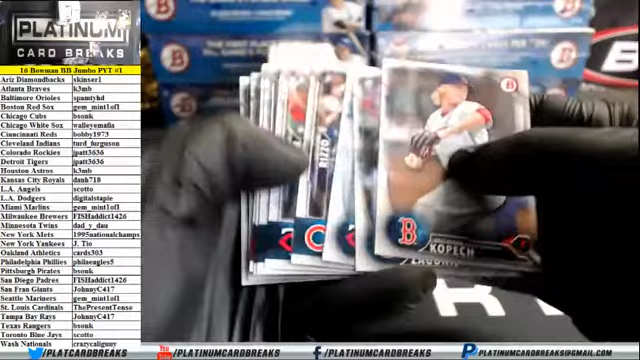 PLATINUM
CARD BREAKS
16 Bowman BB Jumbo PYT #1
Ariz Diamondbacks skinser1
Atlanta Braves k3mb
Baltimore Orioles spamtyhd
Boston Red Sox gem_mint1of1
Chicago Cubs bsonk
Chicago White Sox walleyemafia
Ciancinnati Reds bobby1973
Cleveland Indians turd_furguson
Colorado Rockies jpatt3636
Detroit Tigers jpatt3636
Houston Astros k3mb
Kansas City Royals danh718
L.A. Angels scotto
L.A. Dodgers digitalstapie
Miami Marlins gem_mint1of1
Milwaukee Brewers FISHaddict1426
Minnesota Twins dad_y_dau
New York Mets 1995nationalchamps
New York Yankees J. Tio
Oakland Athletics cards303
Philadelphia Phillies philaeagles5
Pittsburgh Pirates bsonk
San Diego Padres FISHaddict1426
San Fran Giants JohnnyC417
Seattle Mariners gem_mint1of1
St. Louis Cardinals ThePresentTense
Tampa Bay Rays JohnnyC417
Texas Rangers bsonk
Toronto Blue Jays scotto
Wash Nationals crazycaliguy
RIZZO
B
KOPECH
/PLATCARDBREAKS
/PLATINUMCARDBREAKS
/PLATINUMCARDBREAKS
PLATINUMCARDBREAKS@GMAIL.COM